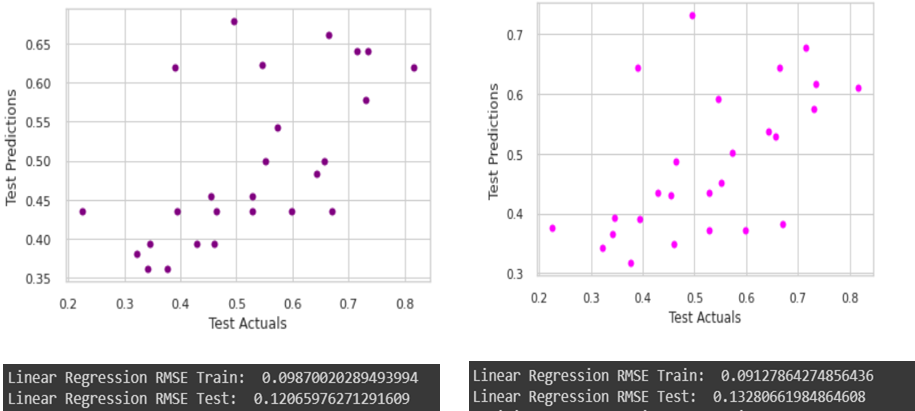 0.65
0.60
0.55
0.50
0.45
0.40
0.35
Test Predictions
0.2 0.3 0.4 0.5 0.6 0.7 0.8
Test Actuals
Linear Regression RMSE Train: 0.09870020289493994
Linear Regression RMSE Test: 0.12065976271291609
0.7
0.6
0.5
0.4
0.3
Test Predictions
0.2 0.3 0.4 0.5 0.6 0.7 0.8
Test Actuals
Linear Regression RMSE Train: 0.09127864274856436
Linear Regression RMSE Test: 0.13280661984864608